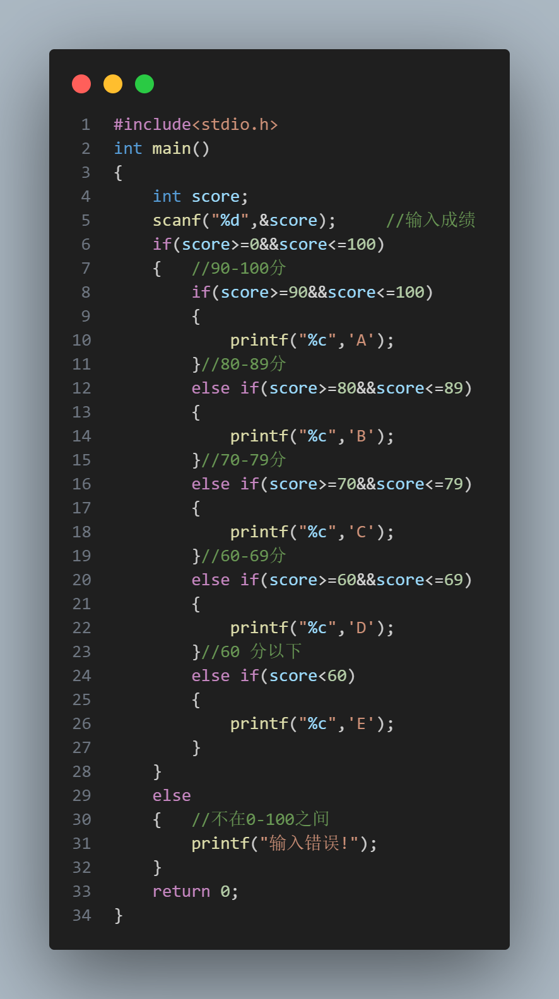 1 #include<stdio.h>
2 int main()
3 {
4     int score;
5     scanf("%d",&score);     //输入成绩
6     if(score>=0&&score<=100)
7     {   //90-100分
8         if(score>=90&&score<=100)
9         {
10             printf("%c",'A');
11         }//80-89分
12         else if(score>=80&&score<=89)
13         {
14             printf("%c",'B');
15         }//70-79分
16         else if(score>=70&&score<=79)
17         {
18             printf("%c",'C');
19         }//60-69分
20         else if(score>=60&&score<=69)
21         {
22             printf("%c",'D');
23         }//60 分以下
24         else if(score<60)
25         {
26             printf("%c",'E');
27         }
28     }
29     else
30     {   //不在0-100之间
31         printf("输入错误!");
32     }
33     return 0;
34 }